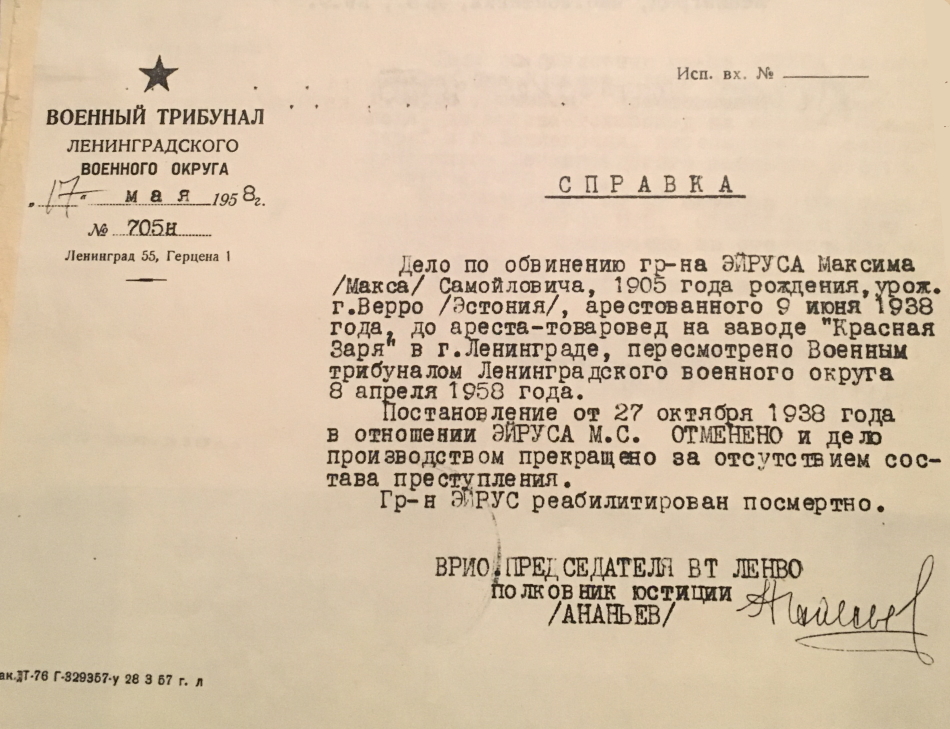 ВОЕННЫЙ ТРИБУНАЛ
ЛЕНИНГРАДСКОГО
ВОЕННОГО ОКРУГА
„17“ мая 1958 г.
№ 705н
Ленинград 55, Герцена 1
Исп. вх. №
СПРАВКА
Дело по обвинению гр-на ЭЙРУСА Максима
/Макса/ Самойловича, 1905 года рождения, урож.
г.Верро /Эстония/, арестованного 9 июня 1938
года, до ареста-товаровед на заводе "Красная
Заря" в г.Ленинграде, пересмотрено Военным
трибуналом Ленинградского военного округа
8 апреля 1958 года.
Постановление от 27 октября 1938 года
в отношении ЭЙРУСА М.С. ОТМЕНЕНО и дело
производством прекращено за отсутствием сос-
тава преступления.
Гр-н ЭЙРУС реабилитирован посмертно.
ВРИО.ПРЕДСЕДАТЕЛЯ ВТ ЛЕНВО
полковник юстиции
/АНАНЬЕВ/
Г-329357-у 28 3 57 г. л